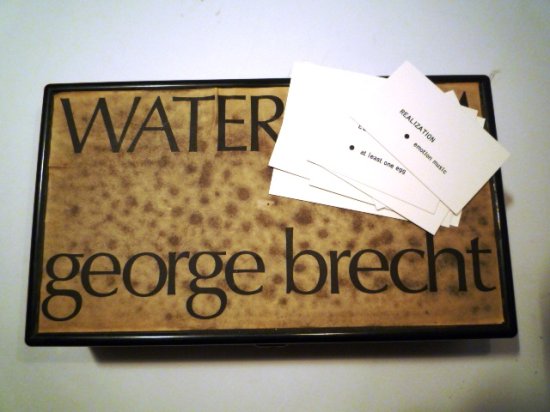 WATER
george brecht
REALIZATION
● emotion music
● at least one egg